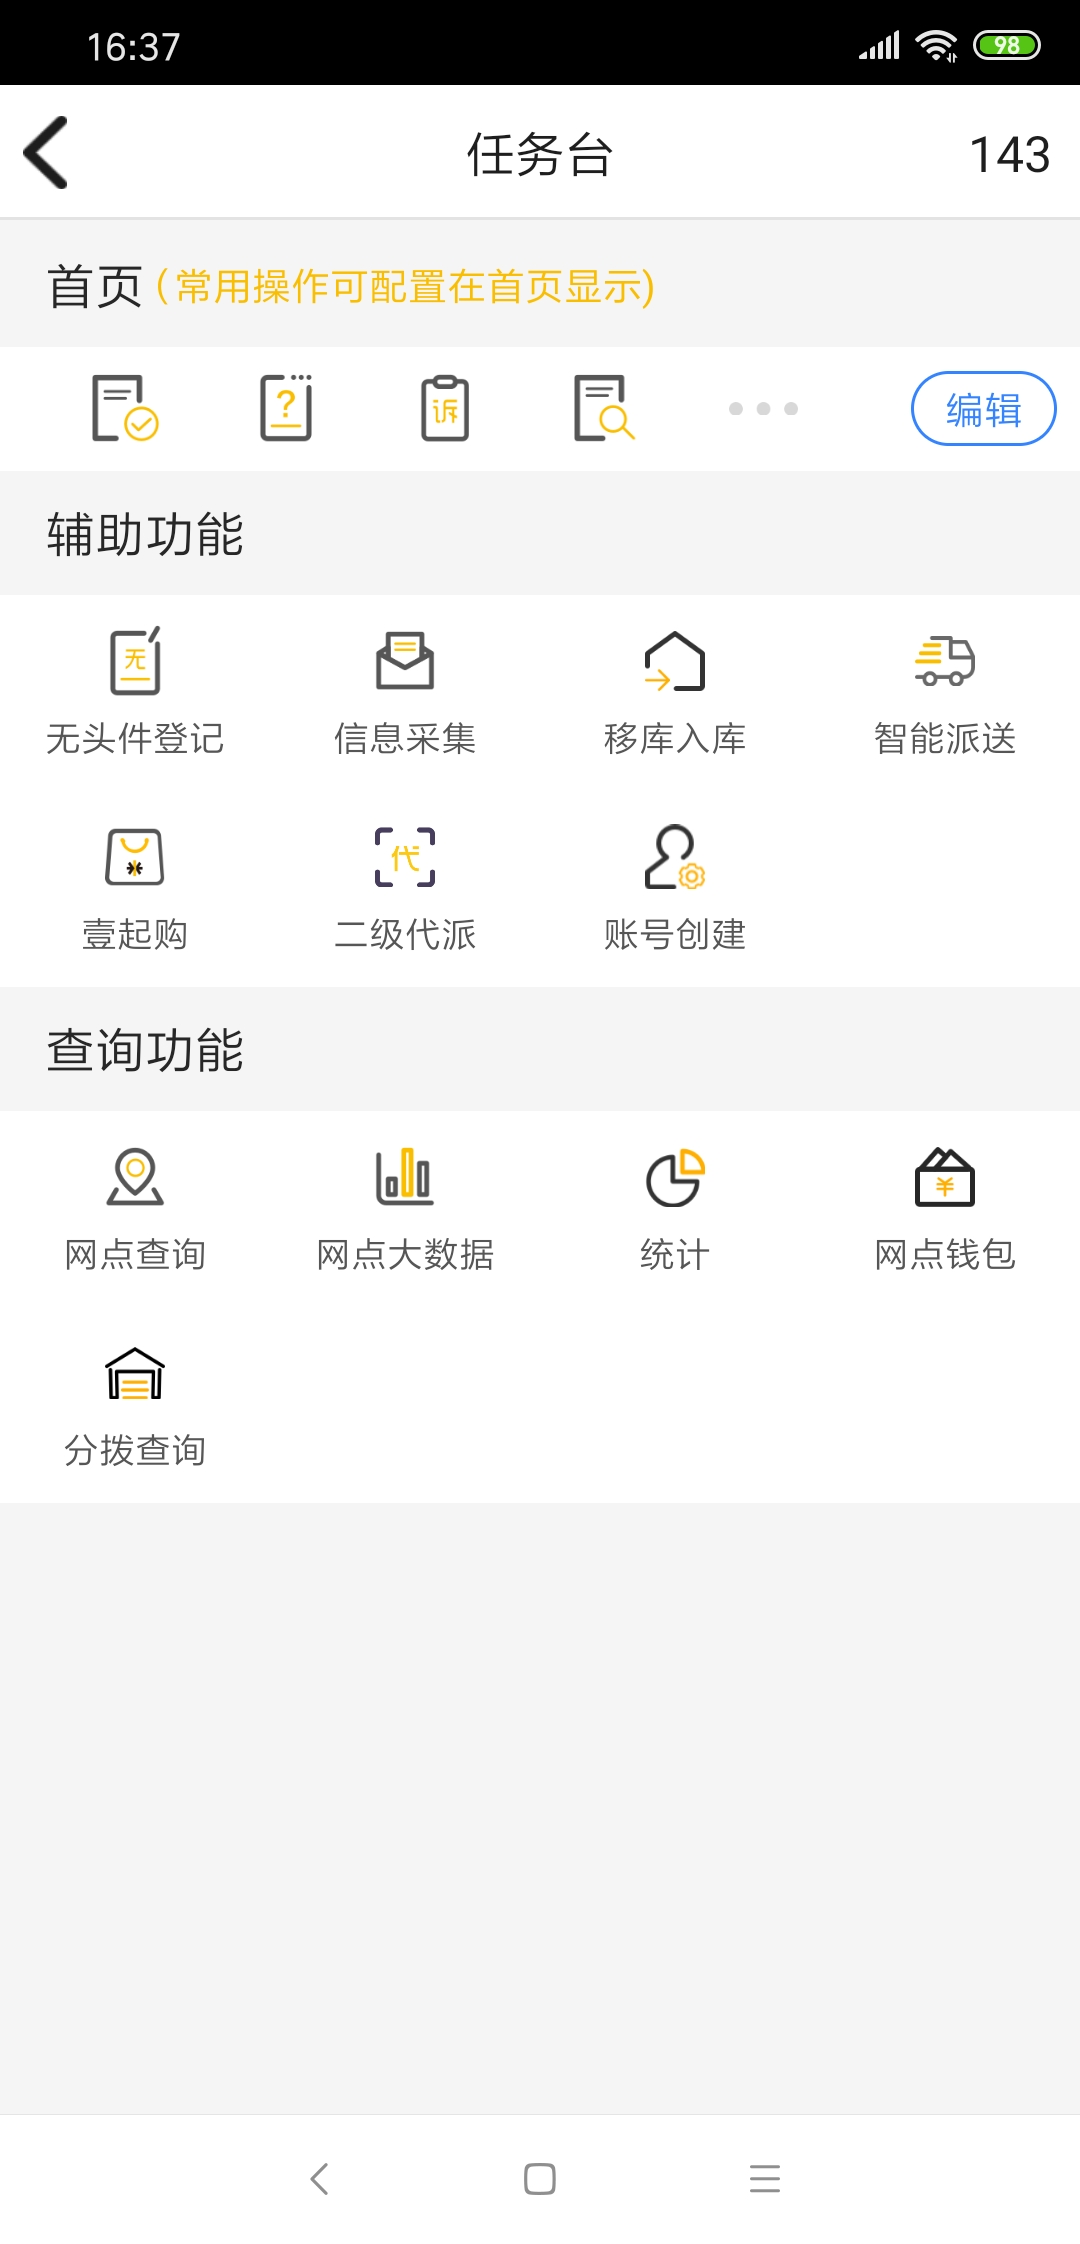 16:37
98
任务台
143
首页(常用操作可配置在首页显示)
?
诉
编辑
辅助功能
无
无头件登记
信息采集
移库入库
智能派送
代
壹起购
二级代派
账号创建
查询功能
¥
网点查询
网点大数据
统计
网点钱包
分拨查询